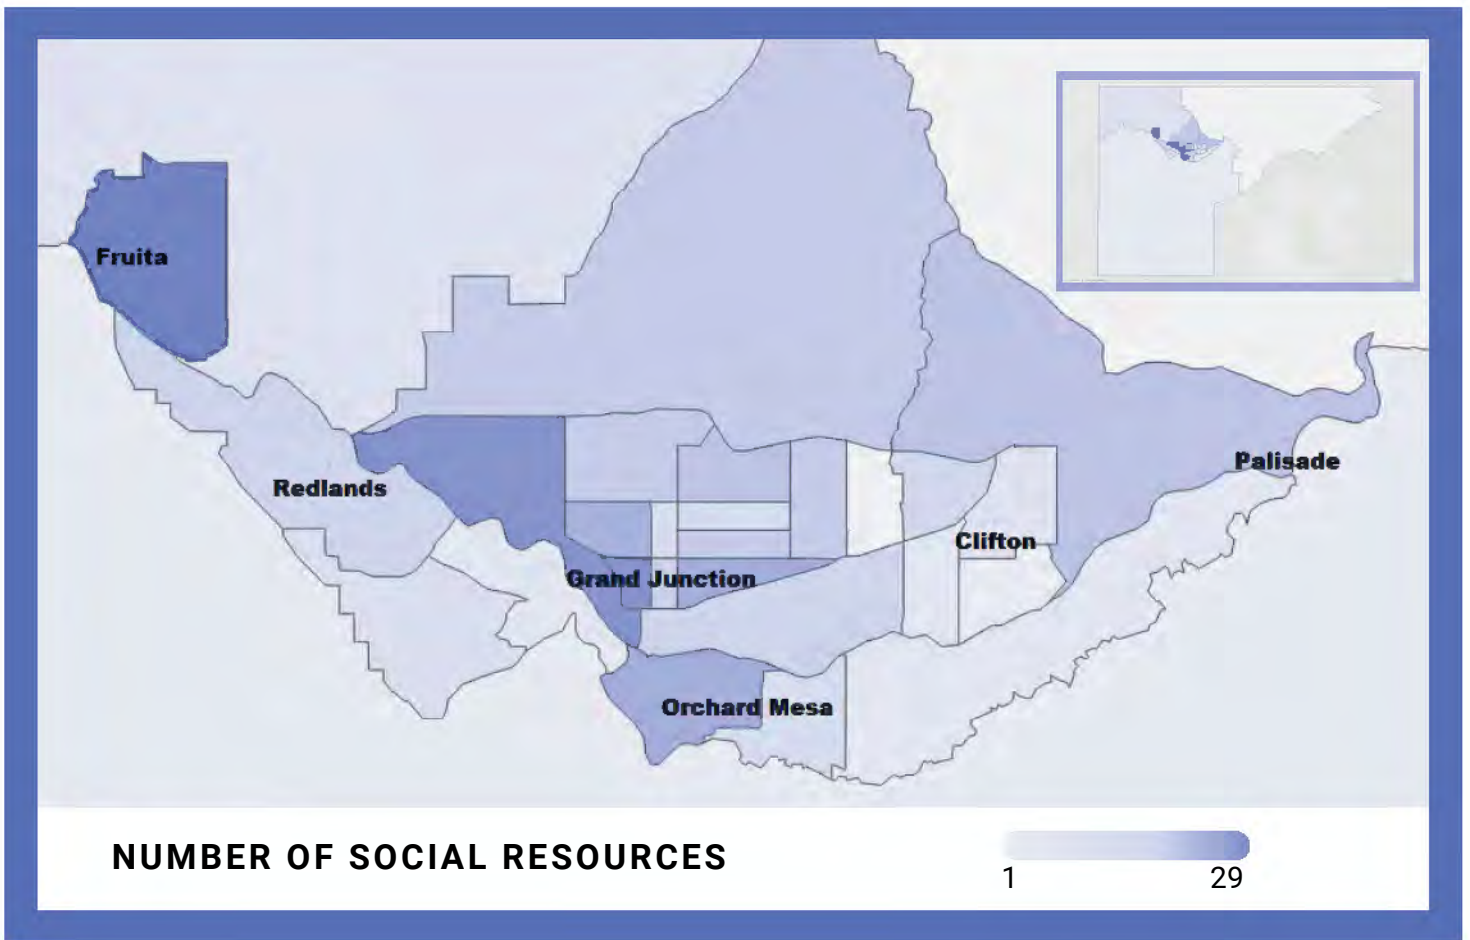 Fruita
Redlands
Palisade
Clifton
Grand Junction
Orchard Mesa
NUMBER OF SOCIAL RESOURCES
1
29